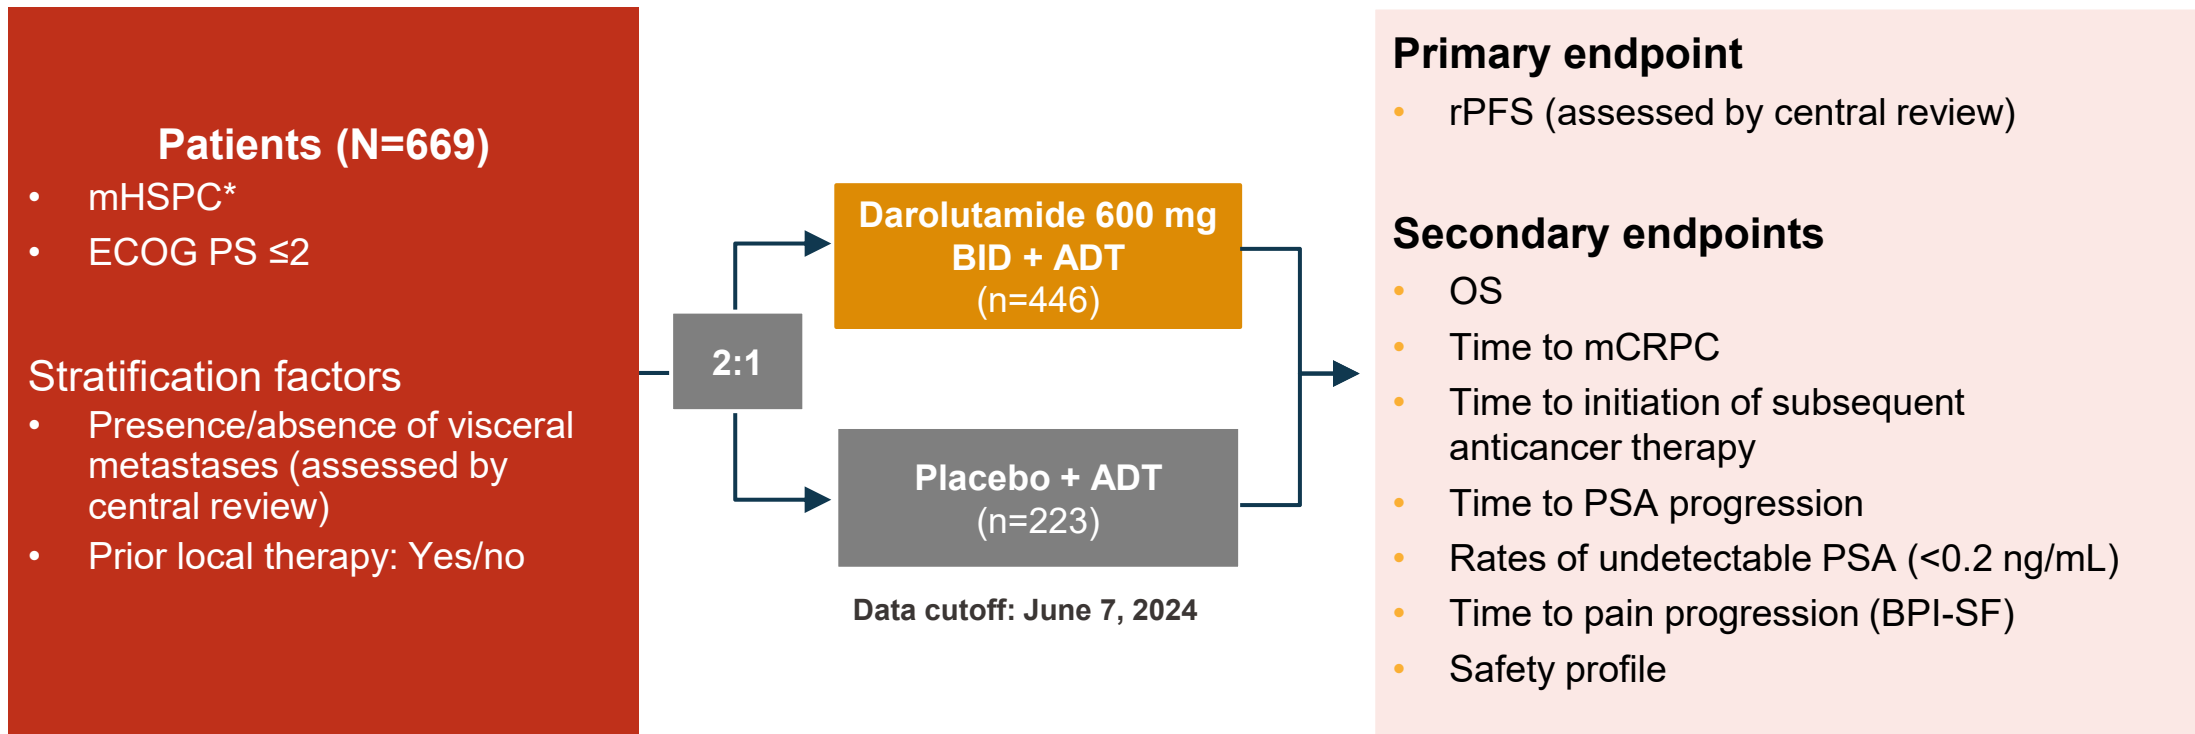 Patients (N=669)
• mHSPC*
• ECOG PS ≤2
Stratification factors
• Presence/absence of visceral
metastases (assessed by
central review)
• Prior local therapy: Yes/no
2:1
Darolutamide 600 mg
BID + ADT
(n=446)
Placebo + ADT
(n=223)
Data cutoff: June 7, 2024
Primary endpoint
• rPFS (assessed by central review)
Secondary endpoints
• OS
• Time to mCRPC
• Time to initiation of subsequent
anticancer therapy
• Time to PSA progression
• Rates of undetectable PSA (<0.2 ng/mL)
• Time to pain progression (BPI-SF)
• Safety profile